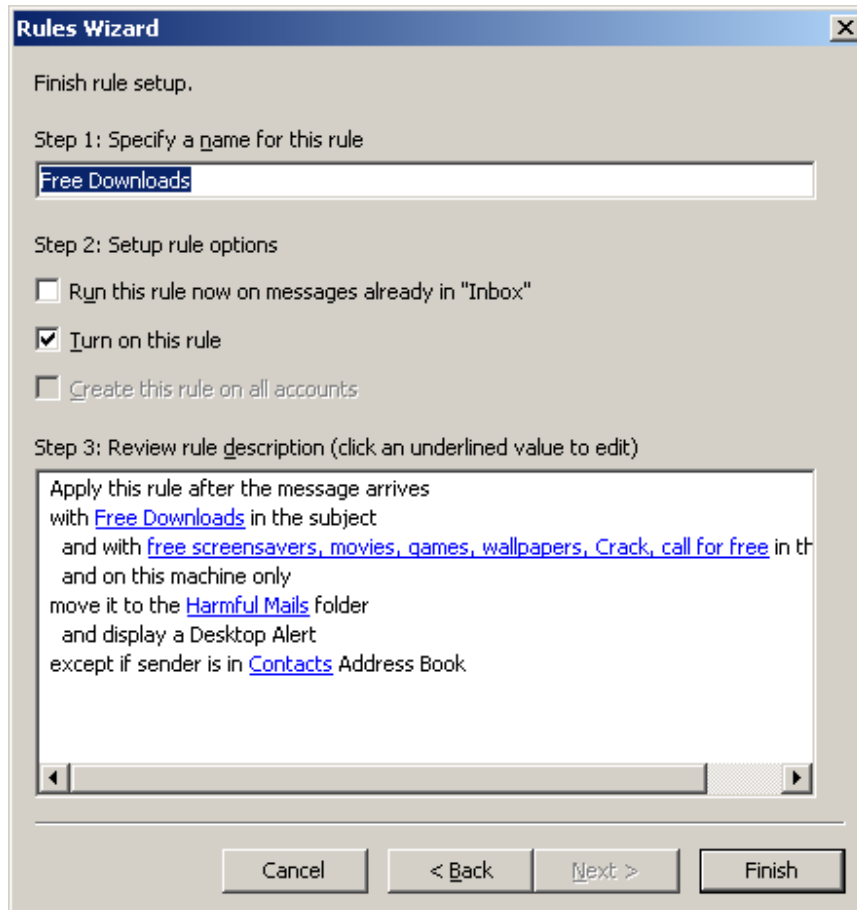 Rules Wizard
Finish rule setup.
Step 1: Specify a name for this rule
Free Downloads
Step 2: Setup rule options
Run this rule now on messages already in "Inbox"
Turn on this rule
Create this rule on all accounts
Step 3: Review rule description (click an underlined value to edit)
Apply this rule after the message arrives
with Free Downloads in the subject
and with free screensavers, movies, games, wallpapers, Crack, call for free in th
and on this machine only
move it to the Harmful Mails folder
and display a Desktop Alert
except if sender is in Contacts Address Book
Cancel < Back Next > Finish